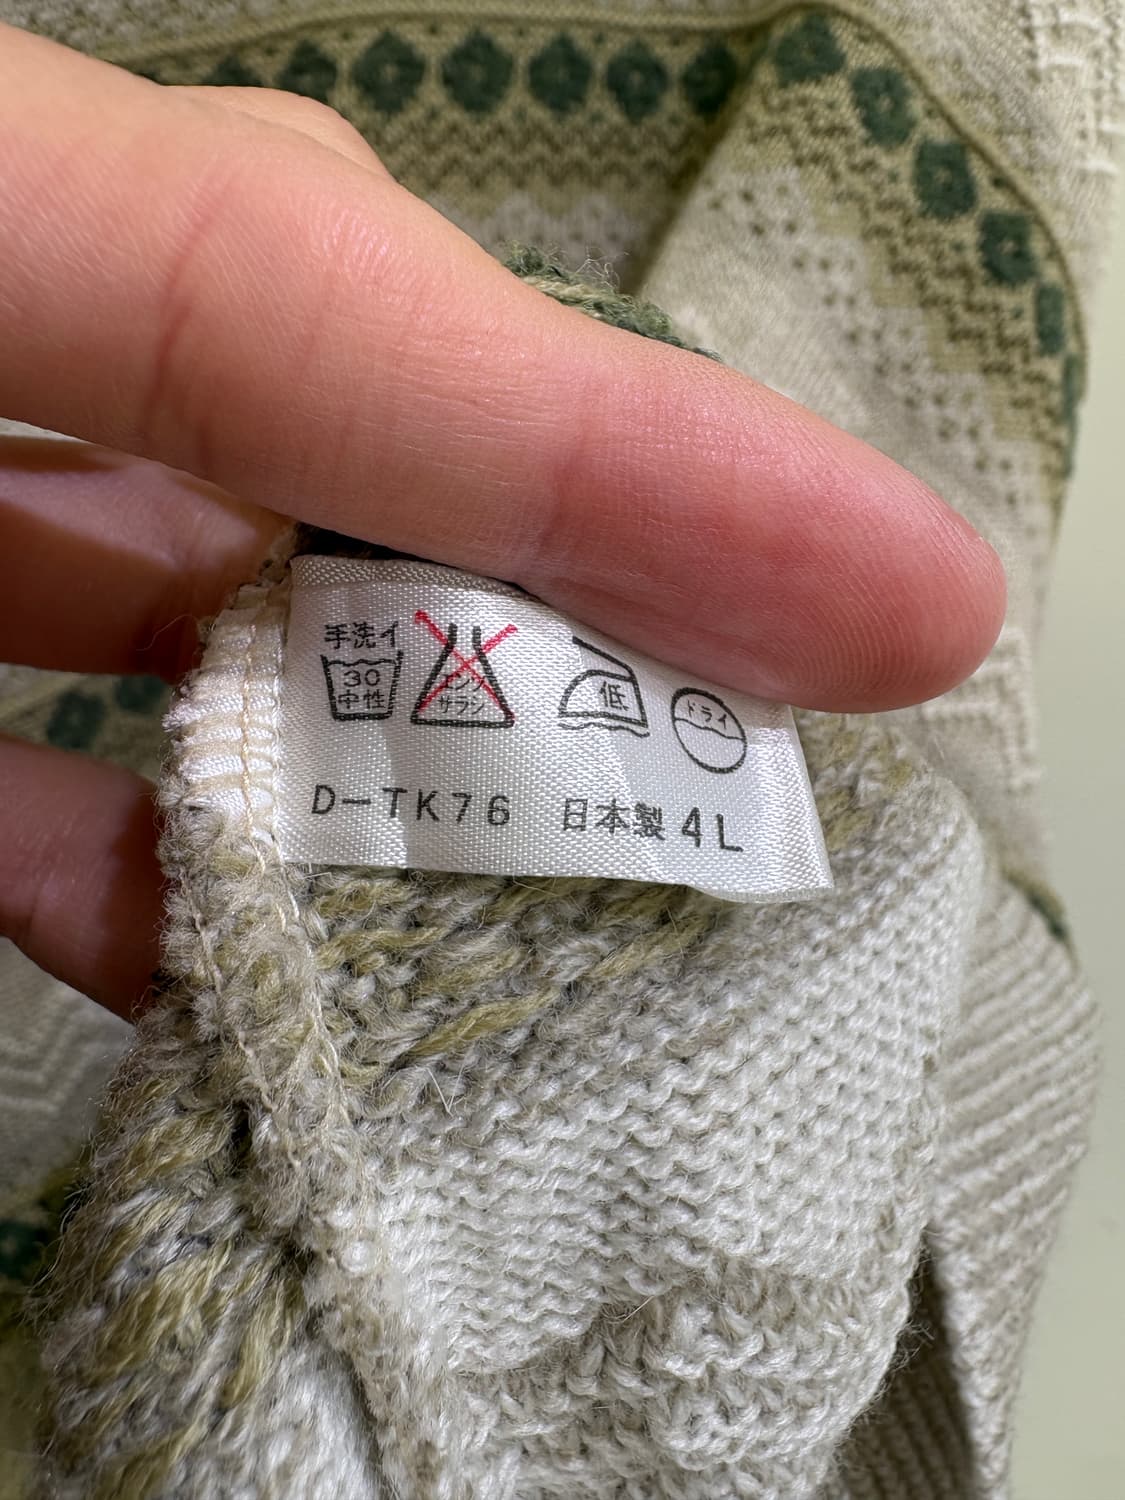 手洗イ
30
中性
エンソ
サラシ
低
ドライ
D-TK76 日本製 4L